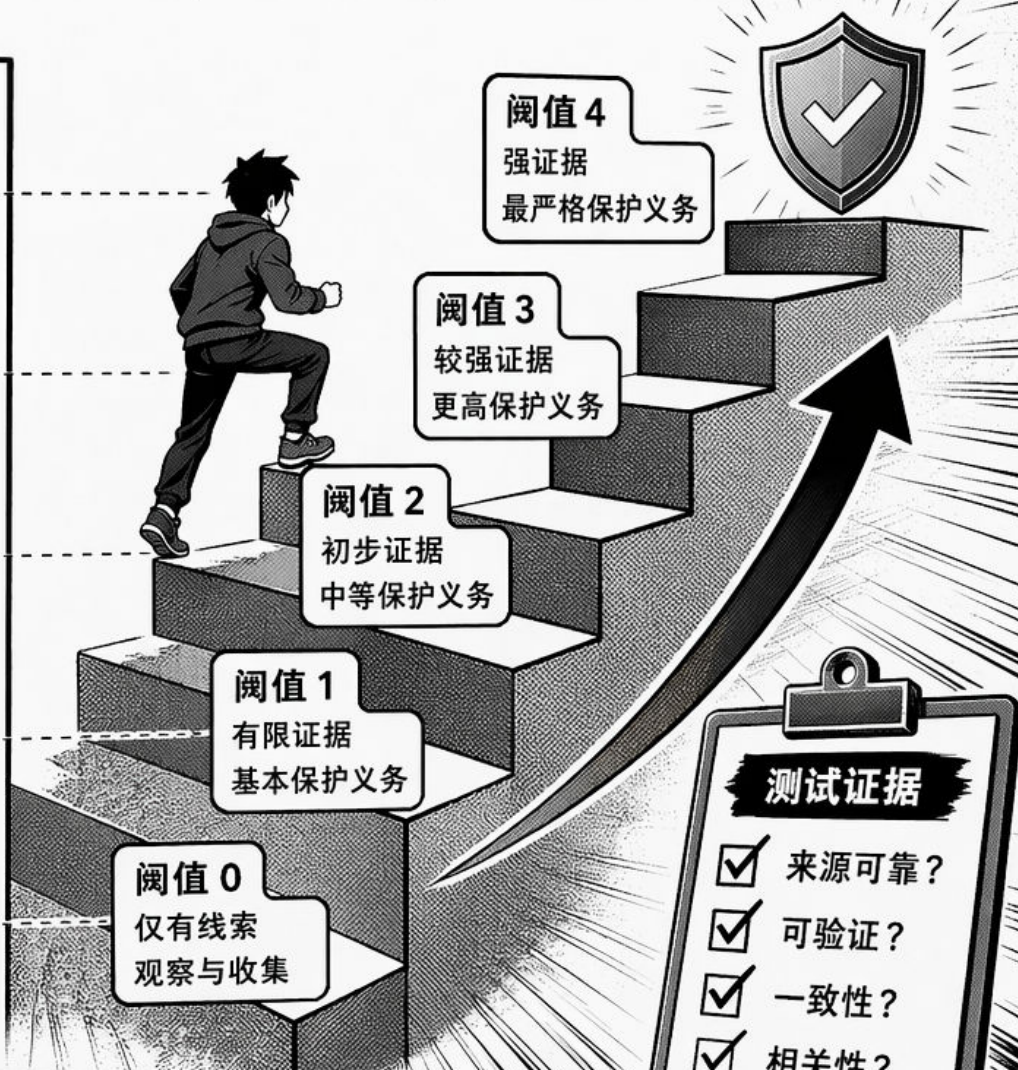 阈值 4
强证据
最严格保护义务
阈值 3
较强证据
更高保护义务
阈值 2
初步证据
中等保护义务
阈值 1
有限证据
基本保护义务
阈值 0
仅有线索
观察与收集
测试证据
来源可靠？
可验证？
一致性？
相关性？